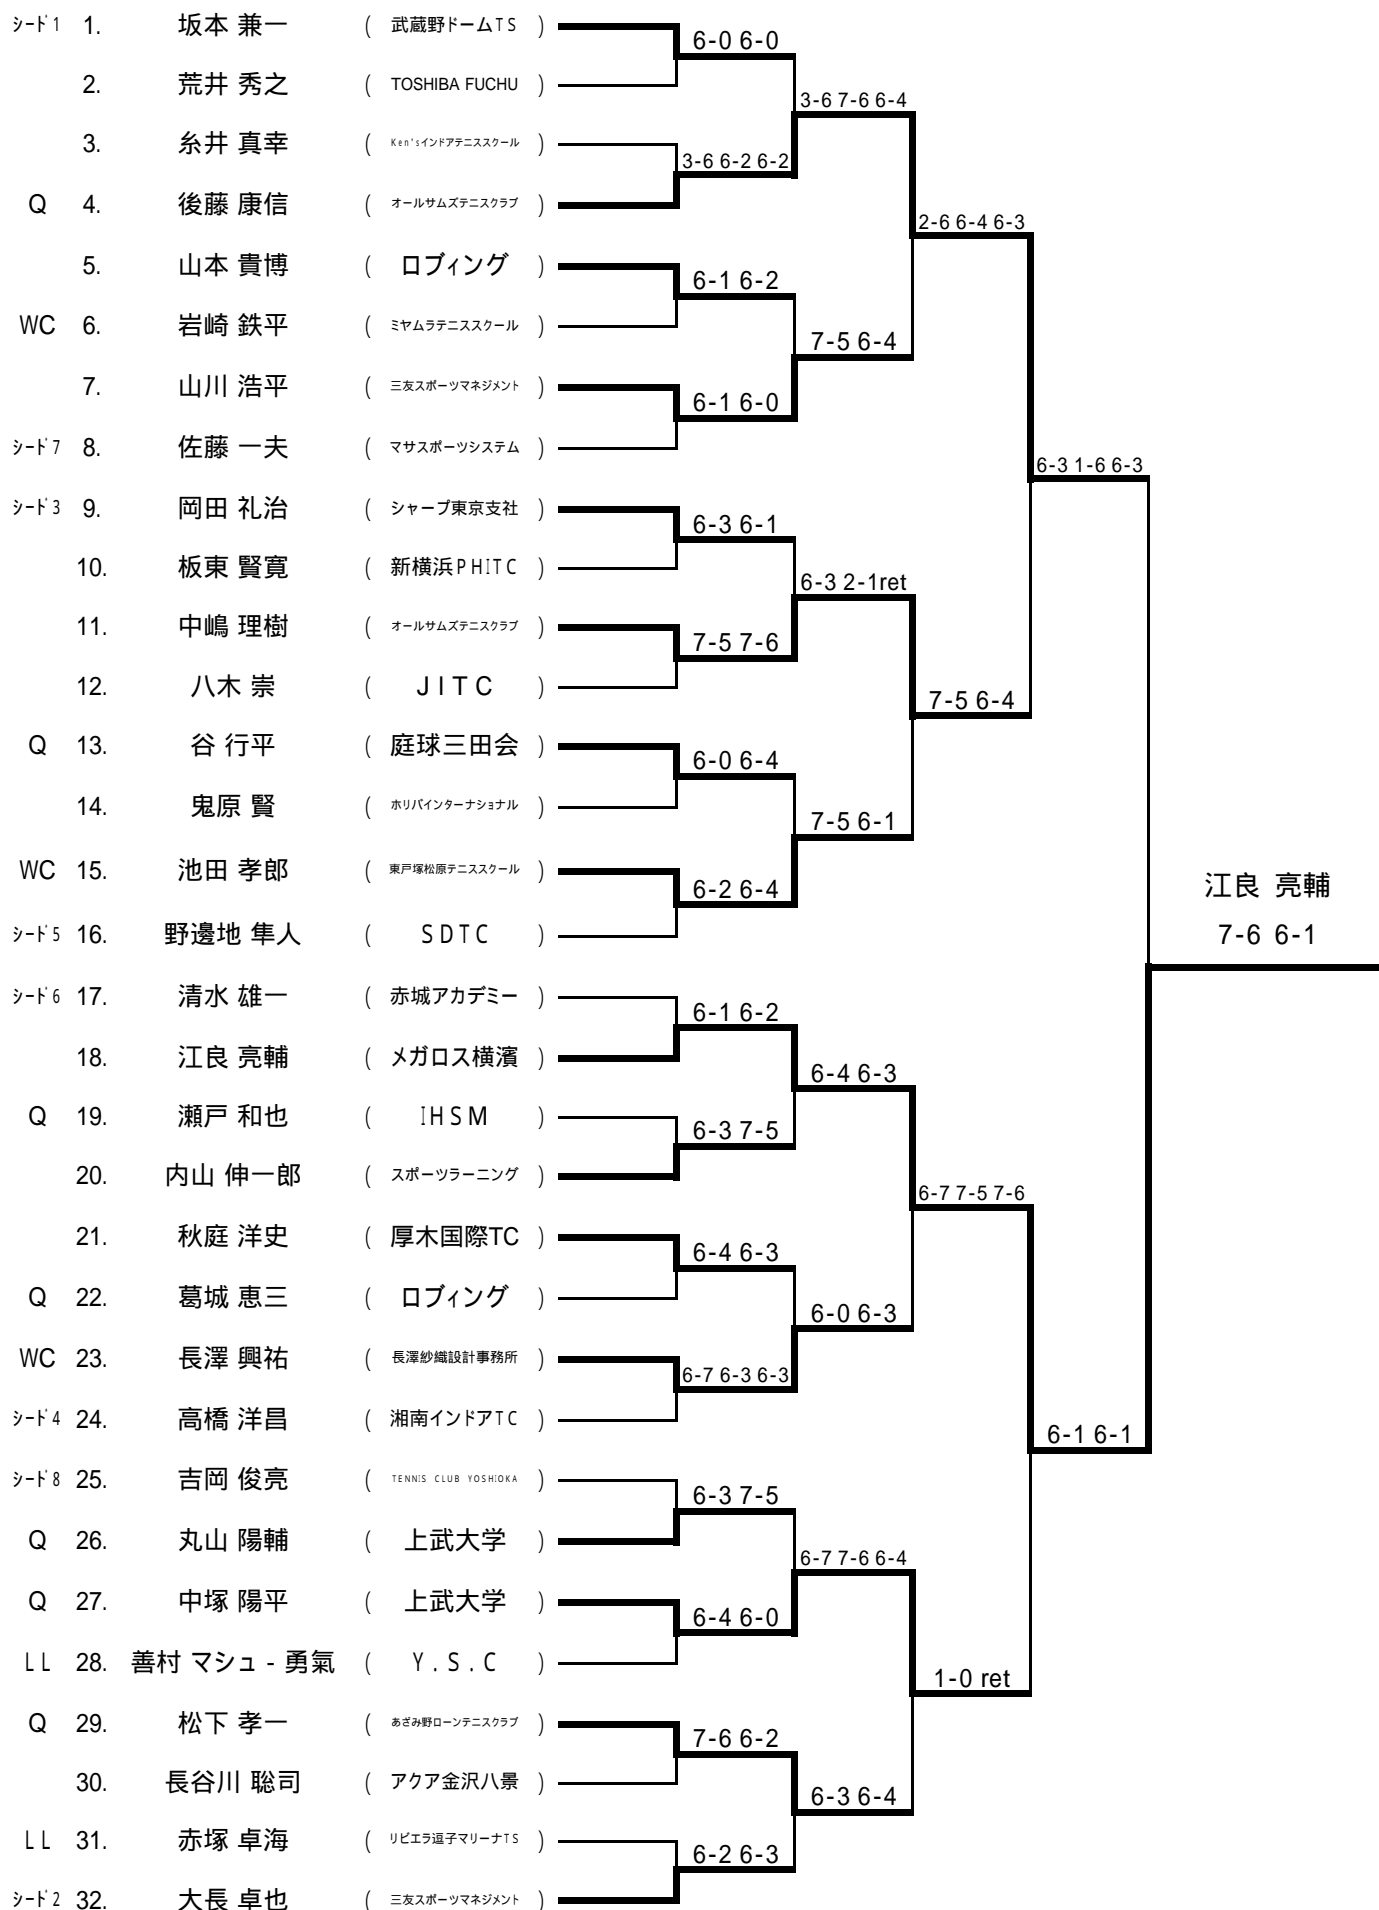 シード1 1. 坂本 兼一 ( 武蔵野ドームTS )
6-0 6-0
2. 荒井 秀之 ( TOSHIBA FUCHU )
3-6 7-6 6-4
3. 糸井 真幸 ( Ken'sインドアテニススクール )
3-6 6-2 6-2
Q 4. 後藤 康信 ( オールサムズテニスクラブ )
2-6 6-4 6-3
5. 山本 貴博 ( ロブィング )
6-1 6-2
WC 6. 岩崎 鉄平 ( ミヤムラテニススクール )
7-5 6-4
7. 山川 浩平 ( 三友スポーツマネジメント )
6-1 6-0
シード7 8. 佐藤 一夫 ( マサスポーツシステム )
6-3 1-6 6-3
シード3 9. 岡田 礼治 ( シャープ東京支社 )
6-3 6-1
10. 板東 賢寛 ( 新横浜PHITC )
6-3 2-1ret
11. 中嶋 理樹 ( オールサムズテニスクラブ )
7-5 7-6
12. 八木 崇 ( JITC )
7-5 6-4
Q 13. 谷 行平 ( 庭球三田会 )
6-0 6-4
14. 鬼原 賢 ( ホリパインターナショナル )
7-5 6-1
WC 15. 池田 孝郎 ( 東戸塚松原テニススクール )
6-2 6-4
江良 亮輔
シード5 16. 野邊地 隼人 ( SDTC )
7-6 6-1
シード6 17. 清水 雄一 ( 赤城アカデミー )
6-1 6-2
18. 江良 亮輔 ( メガロス横濱 )
6-4 6-3
Q 19. 瀬戸 和也 ( IHSM )
6-3 7-5
20. 内山 伸一郎 ( スポーツラーニング )
6-7 7-5 7-6
21. 秋庭 洋史 ( 厚木国際TC )
6-4 6-3
Q 22. 葛城 恵三 ( ロブィング )
6-0 6-3
WC 23. 長澤 興祐 ( 長澤紗織設計事務所 )
6-7 6-3 6-3
シード4 24. 高橋 洋昌 ( 湘南インドアTC )
6-1 6-1
シード8 25. 吉岡 俊亮 ( TENNIS CLUB YOSHIOKA )
6-3 7-5
Q 26. 丸山 陽輔 ( 上武大学 )
6-7 7-6 6-4
Q 27. 中塚 陽平 ( 上武大学 )
6-4 6-0
LL 28. 善村 マシュ - 勇氣 ( Y.S.C )
1-0 ret
Q 29. 松下 孝一 ( あざみ野ローンテニスクラブ )
7-6 6-2
30. 長谷川 聡司 ( アクア金沢八景 )
6-3 6-4
LL 31. 赤塚 卓海 ( リビエラ逗子マリーナTS )
6-2 6-3
シード2 32. 大長 卓也 ( 三友スポーツマネジメント )